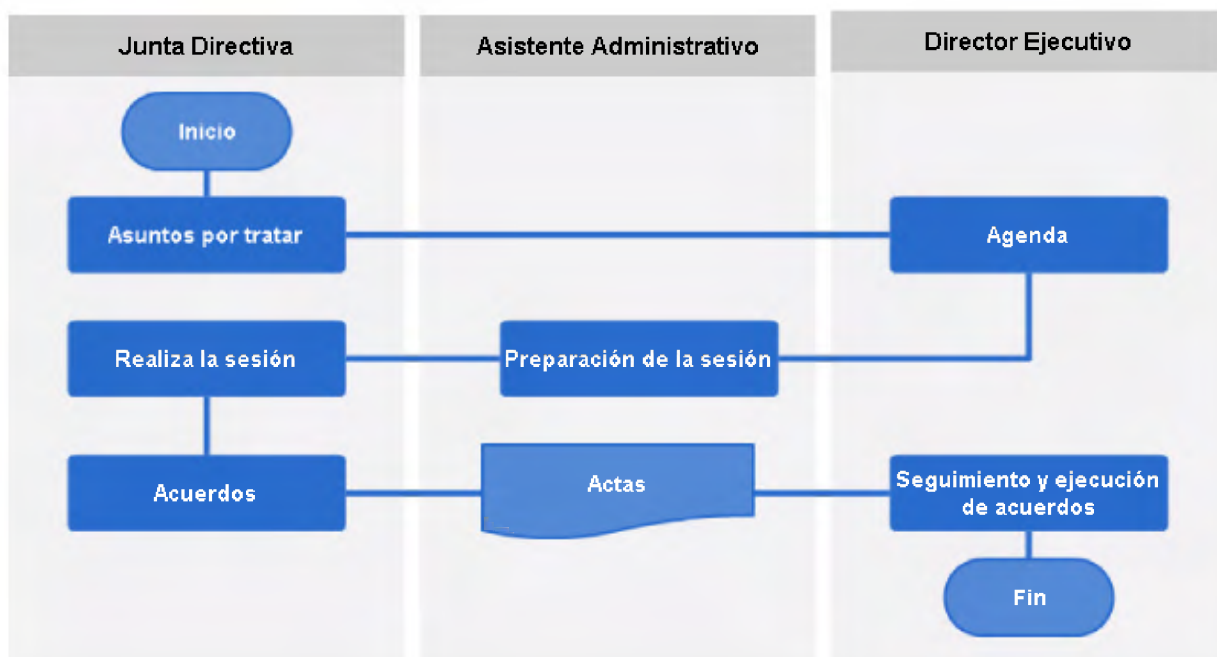 Junta Directiva
Asistente Administrativo
Director Ejecutivo
Inicio
Asuntos por tratar
Agenda
Realiza la sesión
Preparación de la sesión
Acuerdos
Actas
Seguimiento y ejecución
de acuerdos
Fin